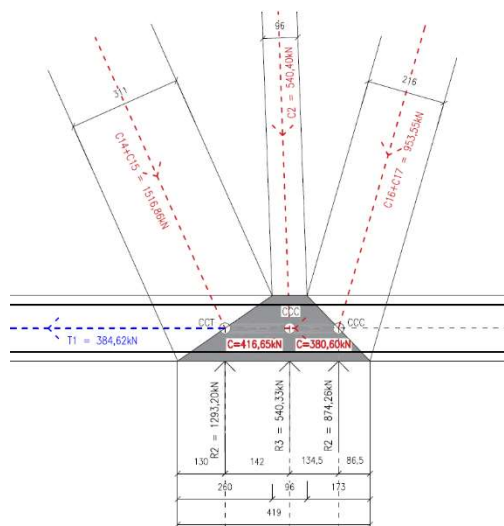 96
C2 = 540,40kN
311
216
C14+C15 = 1516,86kN
C16+C17 = 953,55kN
CCT
CCC
CCC
T1 = 384,62kN
C=416,65kN
C=380,60kN
R2 = 1293,20kN
R3 = 540,33kN
R2 = 874,26kN
130
142
134,5
86,5
260
96
173
419